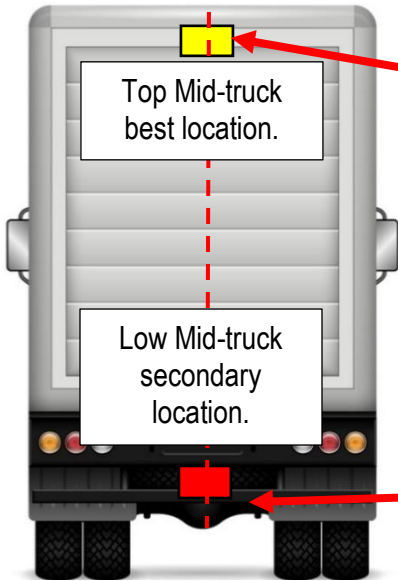 Top Mid-truck
best location.
Low Mid-truck
secondary
location.